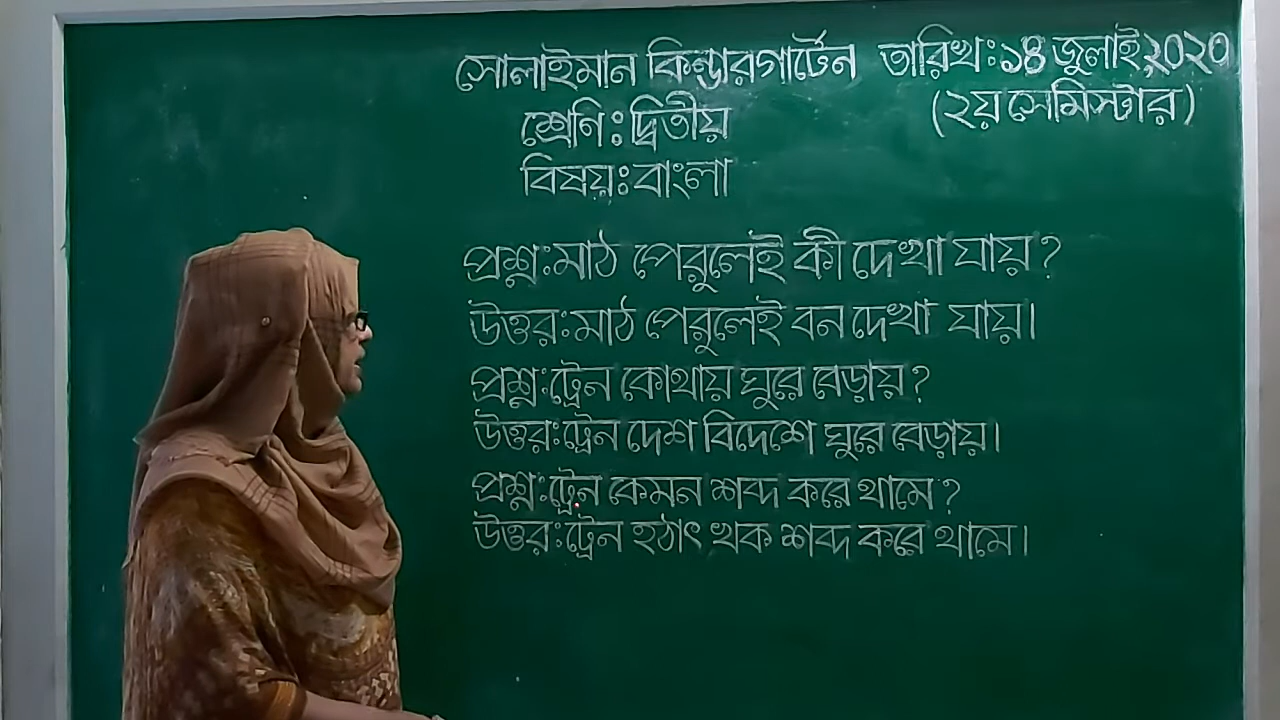 সোলাইমান কিন্ডারগার্টেন তারিখঃ১৪ জুলাই,২০২০
শ্রেণিঃদ্বিতীয় (২য় সেমিস্টার)
বিষয়ঃবাংলা
প্রশ্নঃমাঠ পেরুলেই কী দেখা যায়?
উত্তরঃমাঠ পেরুলেই বন দেখা যায়।
প্রশ্নঃট্রেন কোথায় ঘুরে বেড়ায়?
উত্তরঃট্রেন দেশ বিদেশে ঘুরে বেড়ায়।
প্রশ্নঃট্রেন কেমন শব্দ করে থামে?
উত্তরঃট্রেন হঠাৎ খক শব্দ করে থামে।